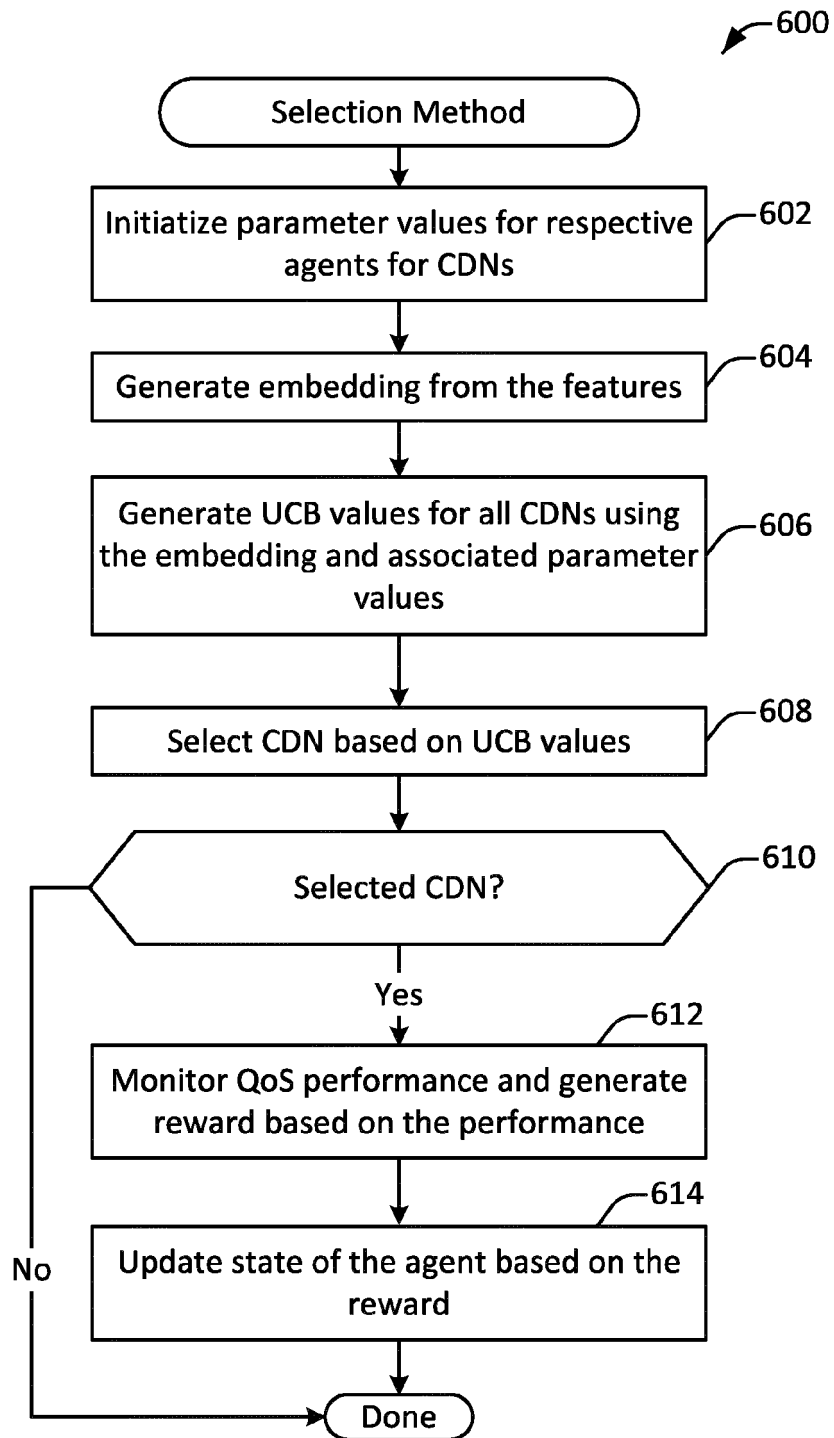 600
Selection Method
Initiatize parameter values for respective
agents for CDNs
602
Generate embedding from the features
604
Generate UCB values for all CDNs using
the embedding and associated parameter
values
606
Select CDN based on UCB values
608
Selected CDN?
610
Yes
612
Monitor QoS performance and generate
reward based on the performance
614
Update state of the agent based on the
reward
No
Done